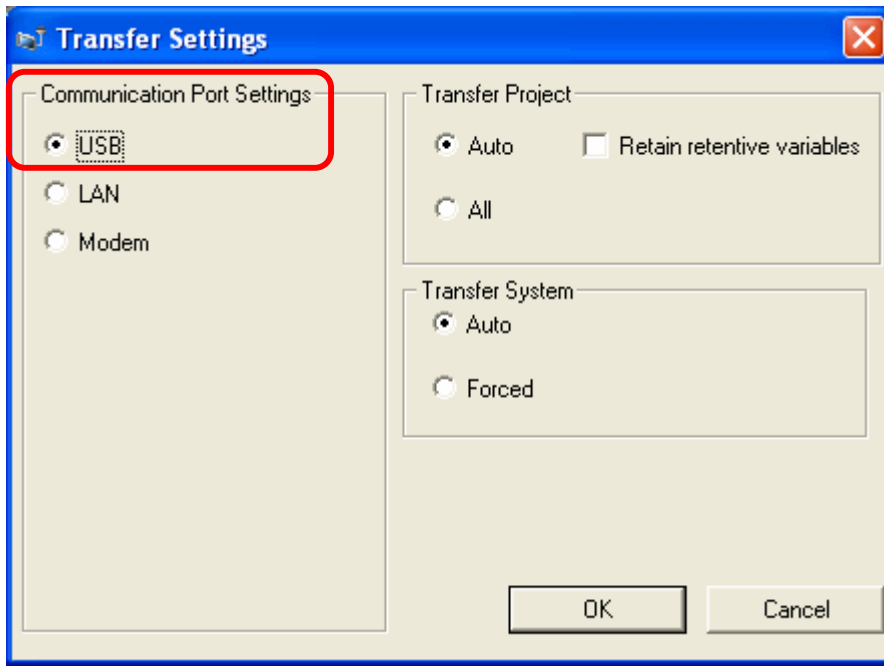 Transfer Settings
Communication Port Settings
USB
LAN
Modem
Transfer Project
Auto
Retain retentive variables
All
Transfer System
Auto
Forced
OK
Cancel